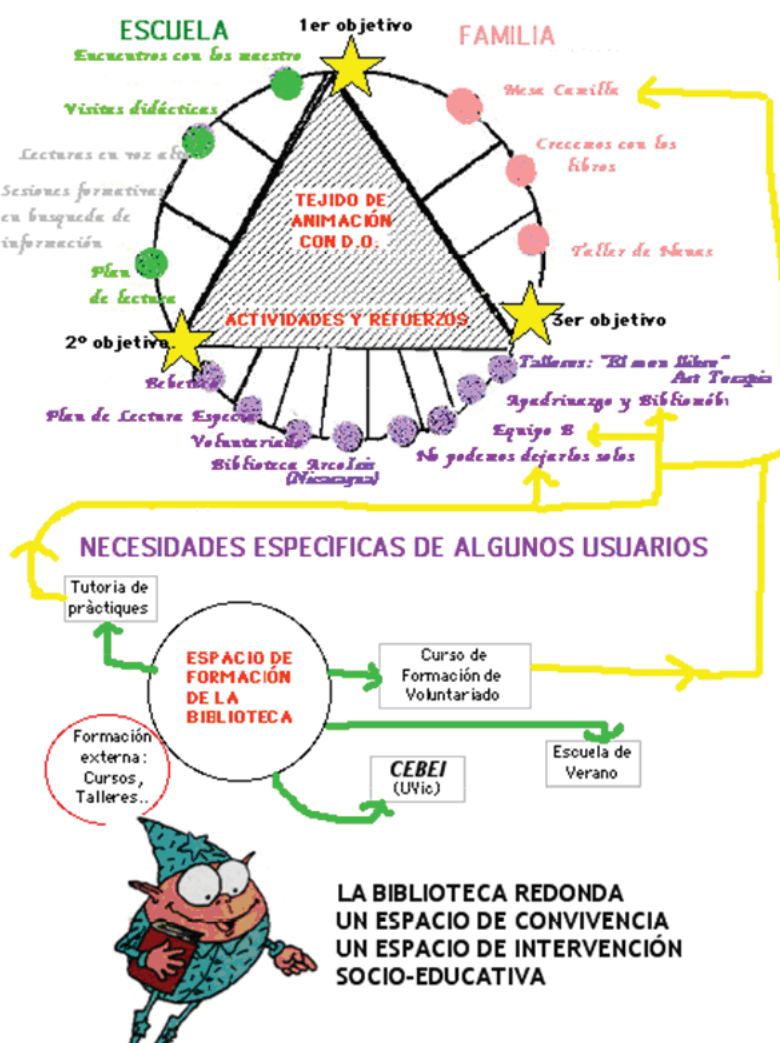 ESCUELA
1er objetivo
FAMILIA
Encuentros con los maestro
Visitas didácticas
Lecturas en voz alt
Sesiones formativas
en busqueda de
información
Plan
de lectura
Mesa Camilla
Crecemos con los
libros
Taller de Nanas
TEJIDO DE
ANIMACIÓN
CON D.O.
ACTIVIDADES Y REFUERZOS
2º objetivo
3er objetivo
Bebeteca
Plan de Lectura Especial
Voluntariado
Biblioteca Arcoiris
(Nicaragua)
Talleres: "El mon llibre"
Art Terapia
Apadrinazgo y Bibliomób
Equipo B
No podemos dejarlos solos
NECESIDADES ESPECÌFICAS DE ALGUNOS USUARIOS
Tutoria de
pràctiques
ESPACIO DE
FORMACIÓN
DE LA
BIBLIOTECA
Curso de
Formación de
Voluntariado
Formación
externa:
Cursos,
Talleres..
CEBEI
(UVic)
Escuela de
Verano
LA BIBLIOTECA REDONDA
UN ESPACIO DE CONVIVENCIA
UN ESPACIO DE INTERVENCIÓN
SOCIO-EDUCATIVA